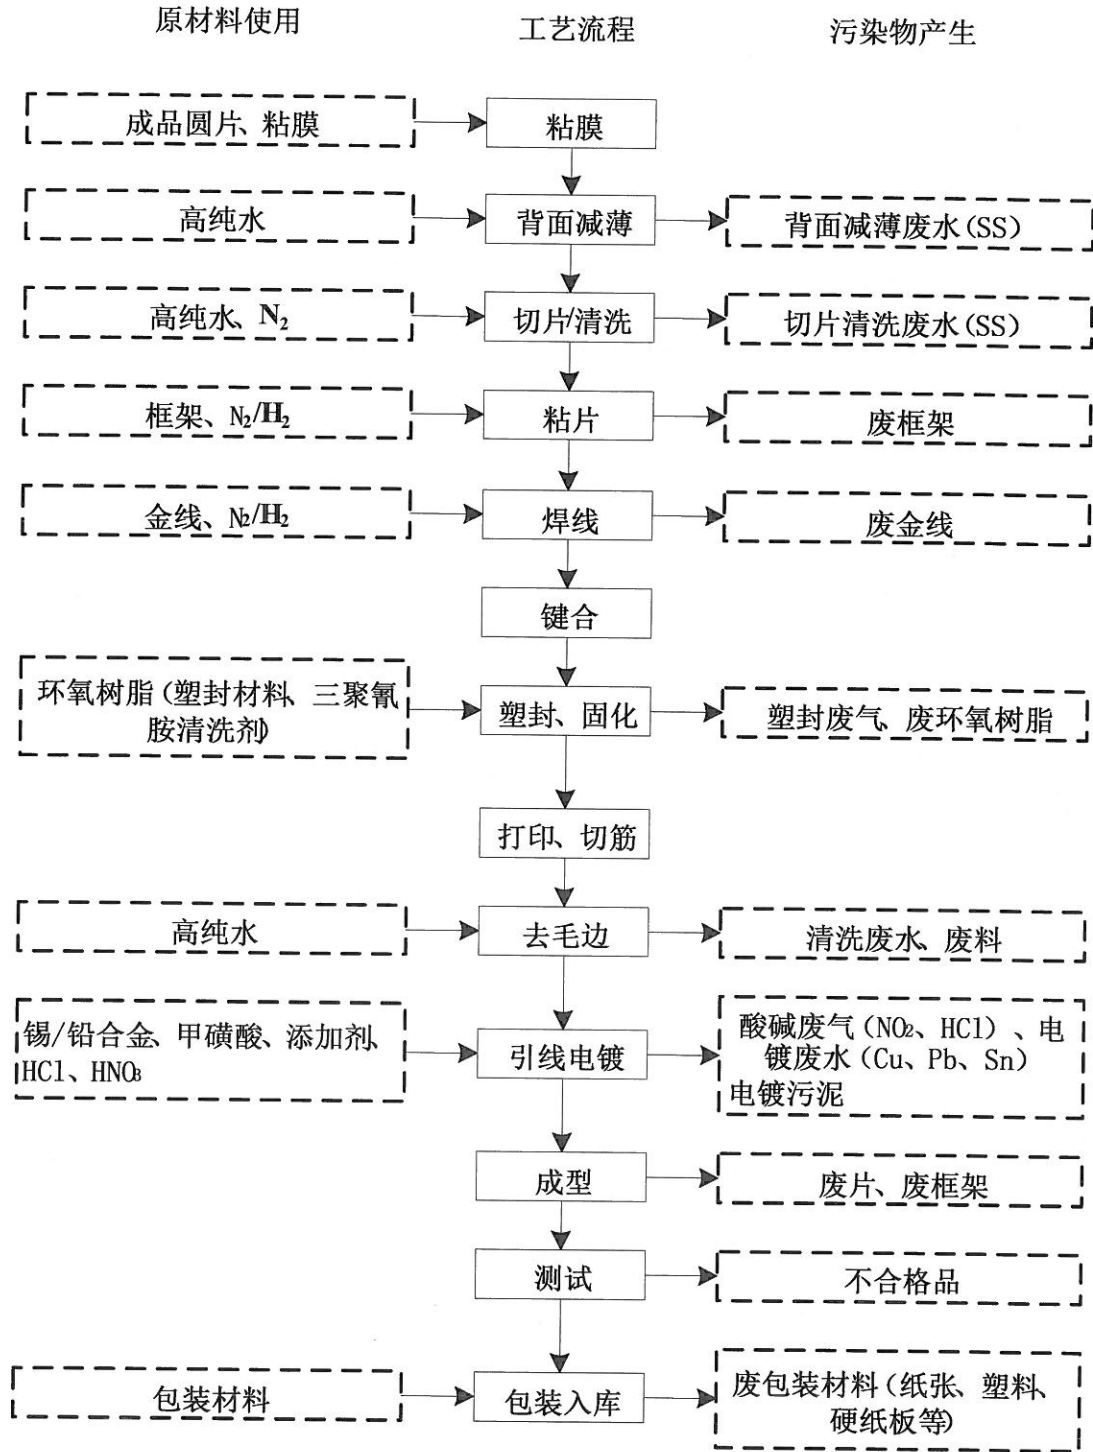 原材料使用 工艺流程 污染物产生
成品圆片、粘膜 粘膜
高纯水 背面减薄 背面减薄废水(SS)
高纯水、N₂ 切片/清洗 切片清洗废水(SS)
框架、N₂/H₂ 粘片 废框架
金线、N₂/H₂ 焊线 废金线
键合
环氧树脂(塑封材料、三聚氰
胺清洗剂)
塑封、固化
塑封废气、废环氧树脂
打印、切筋
高纯水 去毛边 清洗废水、废料
锡/铅合金、甲磺酸、添加剂、
HCl、HNO₃
引线电镀
酸碱废气(NO₂、HCl)、电
镀废水(Cu、Pb、Sn)
电镀污泥
成型 废片、废框架
测试 不合格品
包装材料 包装入库
废包装材料(纸张、塑料、
硬纸板等)